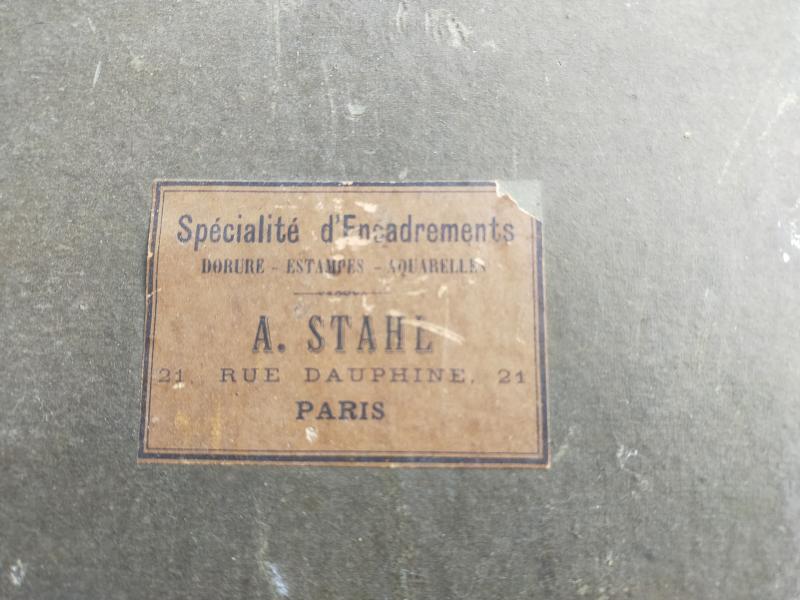 Spécialité d'Encadrements
DORURE - ESTAMPES - AQUARELLES
A. STAHL
21, RUE DAUPHINE, 21
PARIS